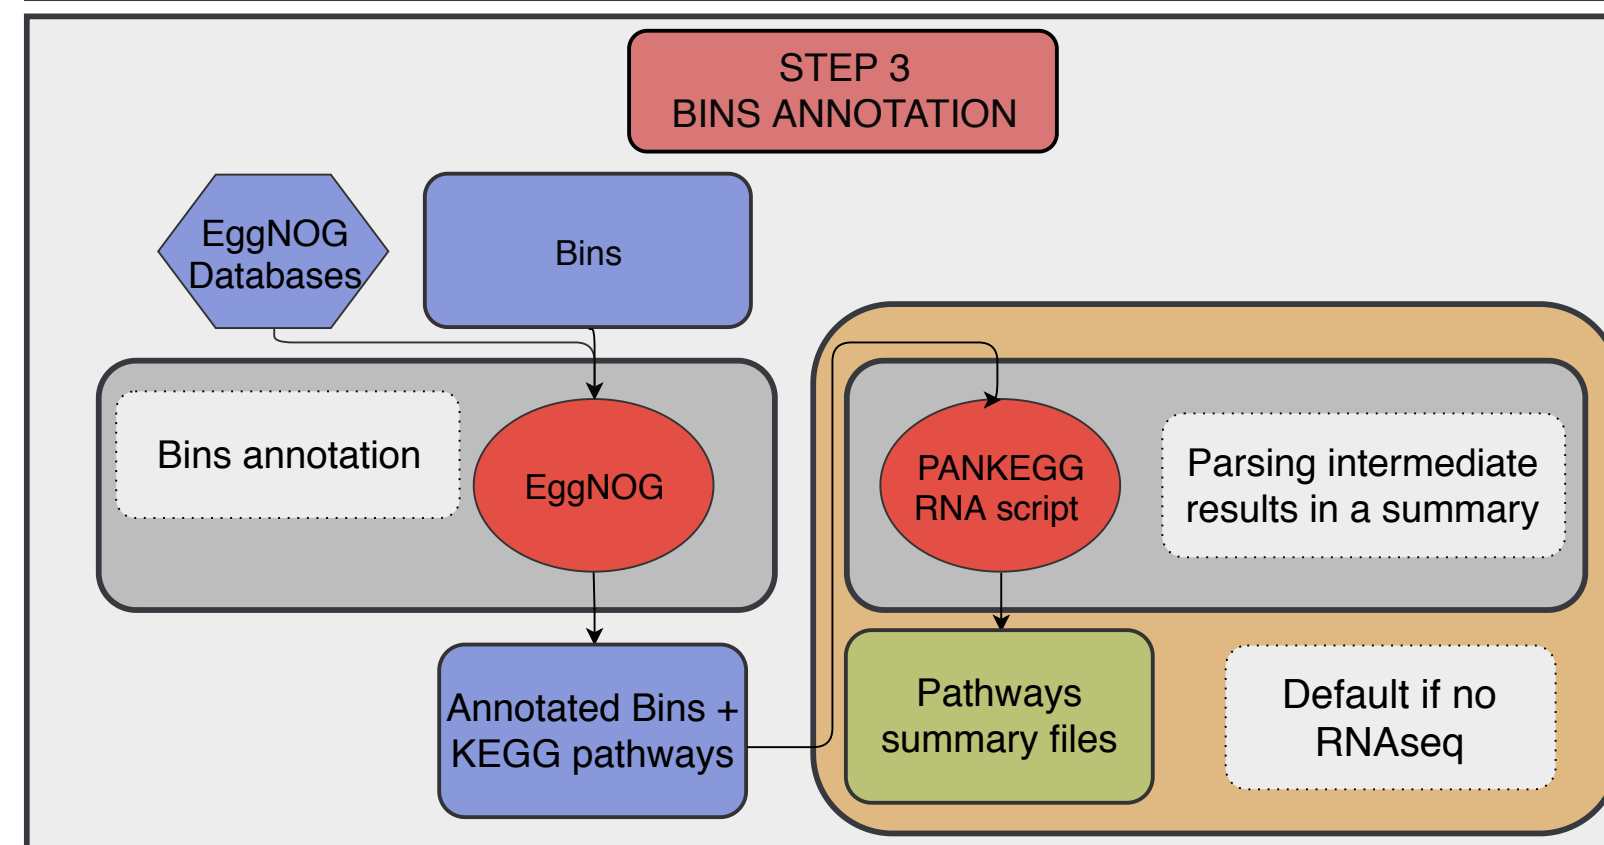 STEP 3
BINS ANNOTATION
EggNOG
Databases
Bins
Bins annotation
EggNOG
PANKEGG
RNA script
Parsing intermediate
results in a summary
Annotated Bins +
KEGG pathways
Pathways
summary files
Default if no
RNAseq